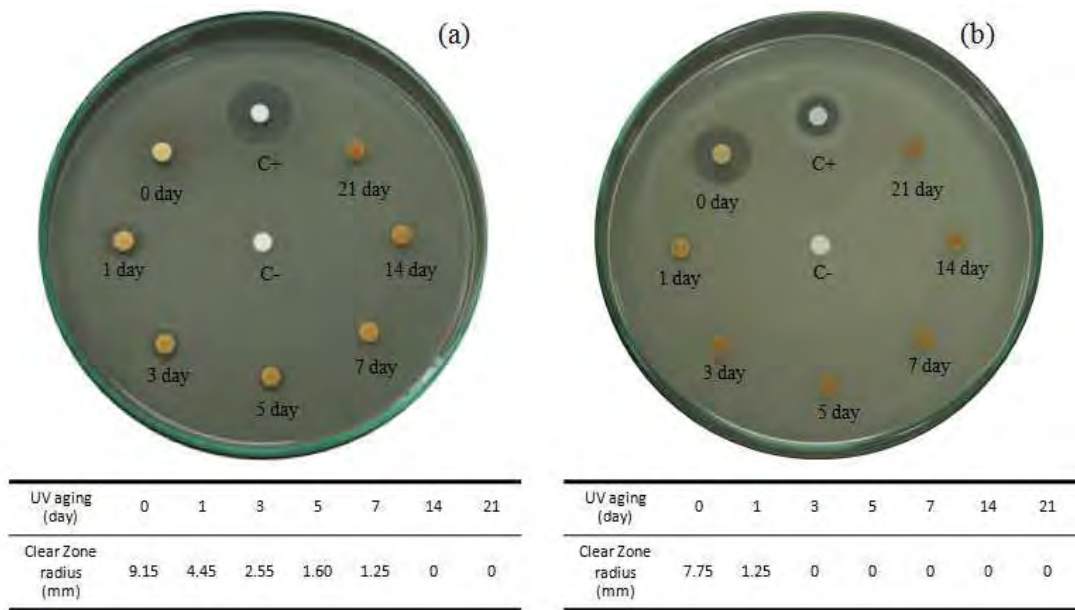 (a)
C+
0 day
21 day
1 day
C-
14 day
3 day
7 day
5 day
UV aging (day) 0 1 3 5 7 14 21
Clear Zone radius (mm) 9.15 4.45 2.55 1.60 1.25 0 0
(b)
C+
0 day
21 day
1 day
C-
14 day
3 day
7 day
5 day
UV aging (day) 0 1 3 5 7 14 21
Clear Zone radius (mm) 7.75 1.25 0 0 0 0 0